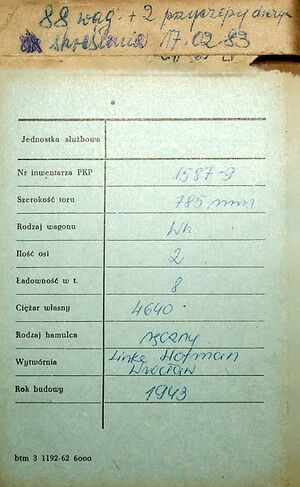 88 wag. + 2 przyczepy
skreślenia 17.02.83
Jednostka służbowa
Nr inwentarza PKP 1587-9
Szerokość toru 785 mm
Rodzaj wagonu Wk
Ilość osi 2
Ładowność w t. 8
Ciężar własny 4640
Rodzaj hamulca ręczny
Wytwórnia Linke Hofman
Wrocław
Rok budowy 1943
btm 3 1192-62 6000